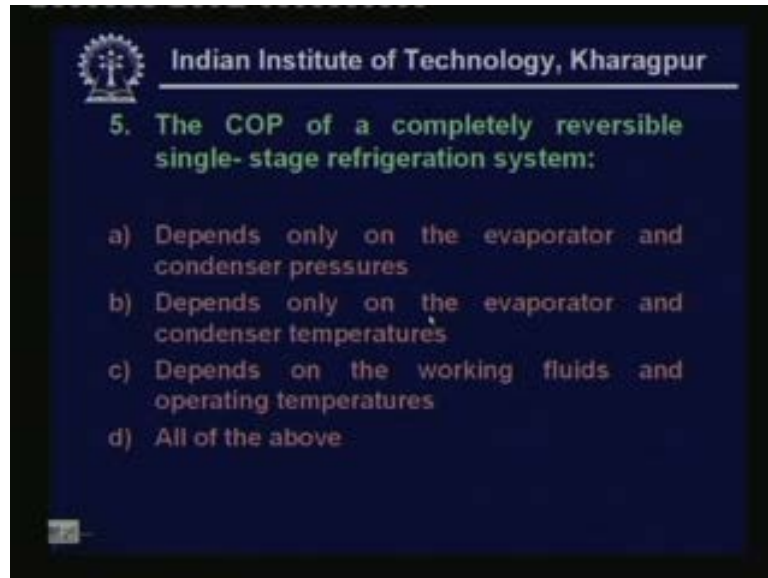 Indian Institute of Technology, Kharagpur
5. The COP of a completely reversible
single- stage refrigeration system:
a) Depends only on the evaporator and
condenser pressures
b) Depends only on the evaporator and
condenser temperatures
c) Depends on the working fluids and
operating temperatures
d) All of the above